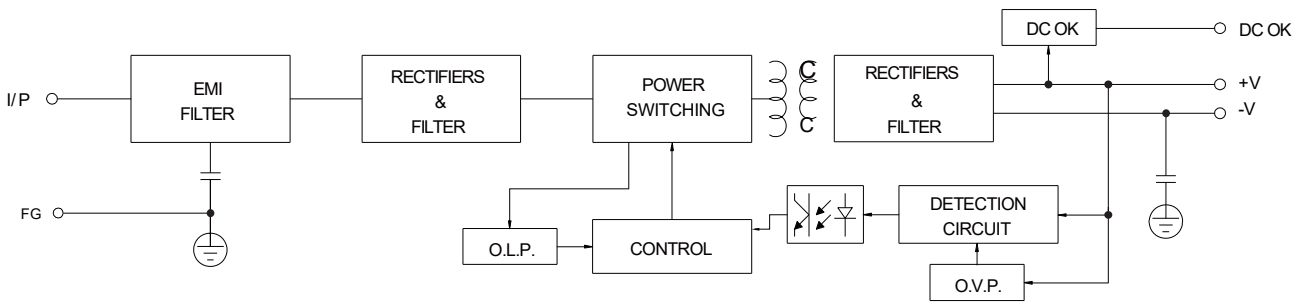 DC OK
DC OK
I/P
EMI
FILTER
RECTIFIERS
&
FILTER
POWER
SWITCHING
RECTIFIERS
&
FILTER
+V
-V
FG
O.L.P.
CONTROL
DETECTION
CIRCUIT
O.V.P.